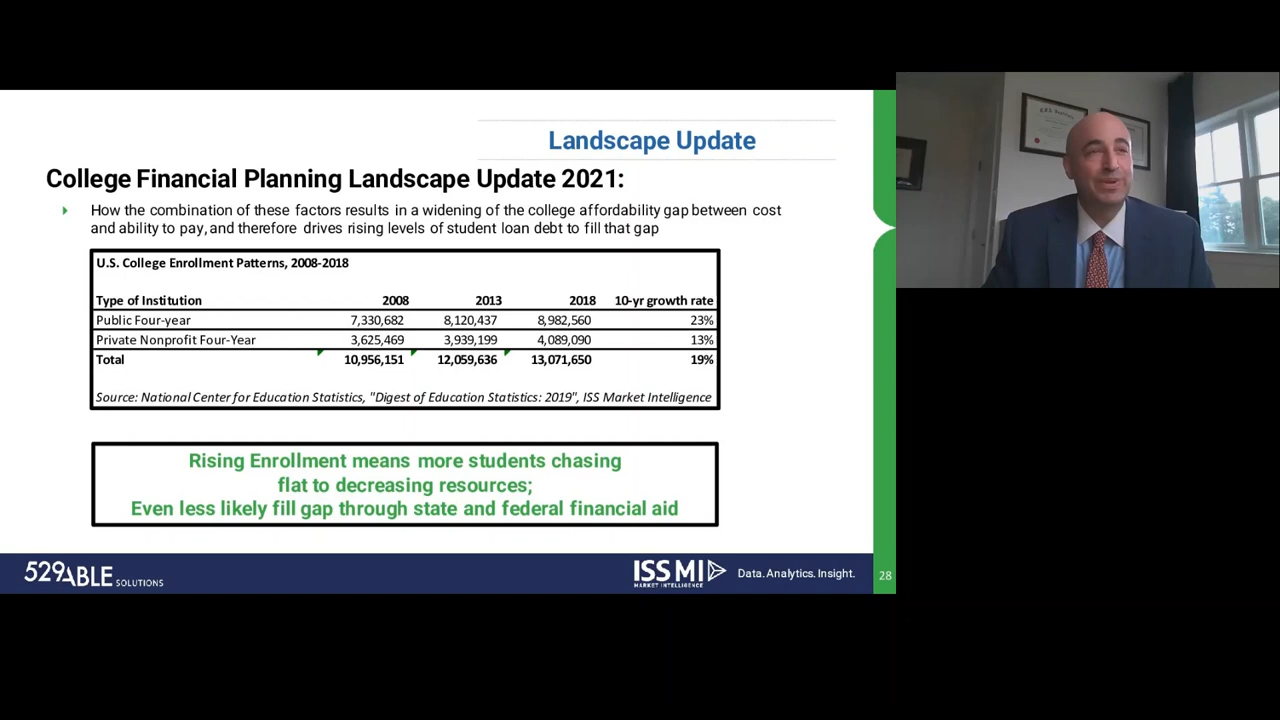 Landscape Update
College Financial Planning Landscape Update 2021:
How the combination of these factors results in a widening of the college affordability gap between cost
and ability to pay, and therefore drives rising levels of student loan debt to fill that gap
U.S. College Enrollment Patterns, 2008-2018
Type of Institution 2008 2013 2018 10-yr growth rate
Public Four-year 7,330,682 8,120,437 8,982,560 23%
Private Nonprofit Four-Year 3,625,469 3,939,199 4,089,090 13%
Total 10,956,151 12,059,636 13,071,650 19%
Source: National Center for Education Statistics, "Digest of Education Statistics: 2019", ISS Market Intelligence
Rising Enrollment means more students chasing
flat to decreasing resources;
Even less likely fill gap through state and federal financial aid
529ABLE SOLUTIONS
ISS MI
MARKET INTELLIGENCE
Data. Analytics. Insight.
28